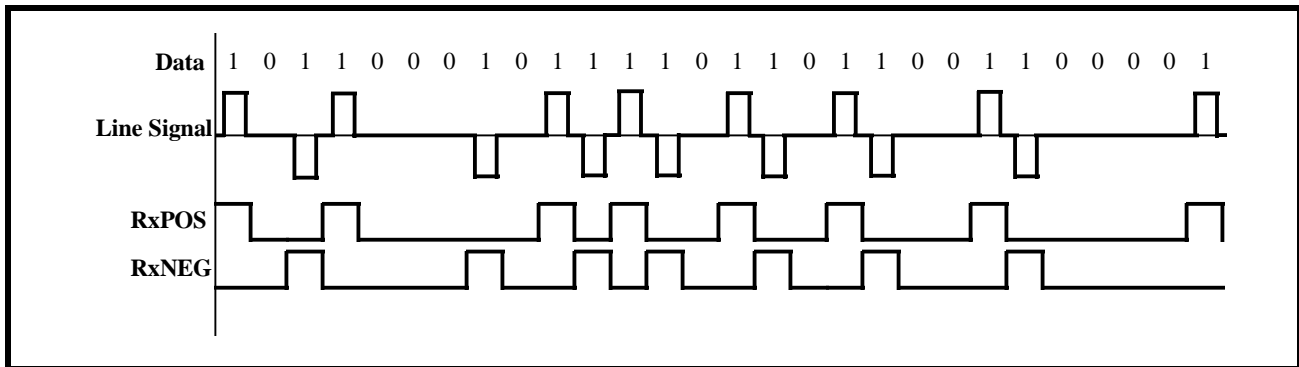 Data 1 0 1 1 0 0 0 1 0 1 1 1 1 0 1 1 0 1 1 0 0 1 1 0 0 0 0 1
Line Signal
RxPOS
RxNEG